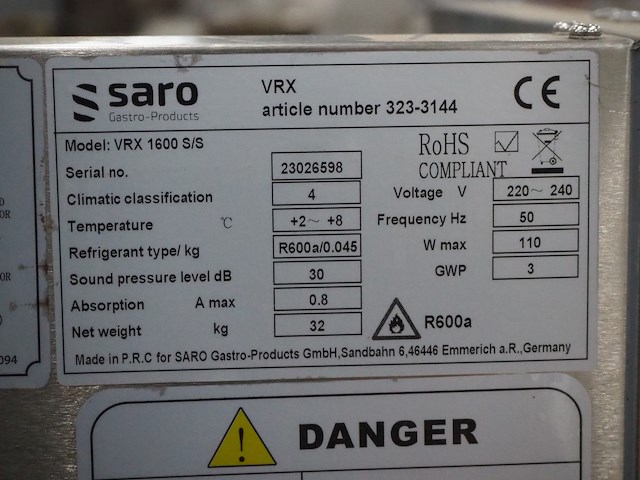 saro
Gastro-Products
VRX
article number 323-3144
CE
Model: VRX 1600 S/S
RoHS
COMPLIANT
Serial no. 23026598
Climatic classification 4
Voltage V 220～ 240
Temperature ℃ +2～ +8
Frequency Hz 50
Refrigerant type/ kg R600a/0.045
W max 110
Sound pressure level dB 30
GWP 3
Absorption A max 0.8
Net weight kg 32
R600a
Made in P.R.C for SARO Gastro-Products GmbH,Sandbahn 6,46446 Emmerich a.R.,Germany
OR
OR
094
DANGER